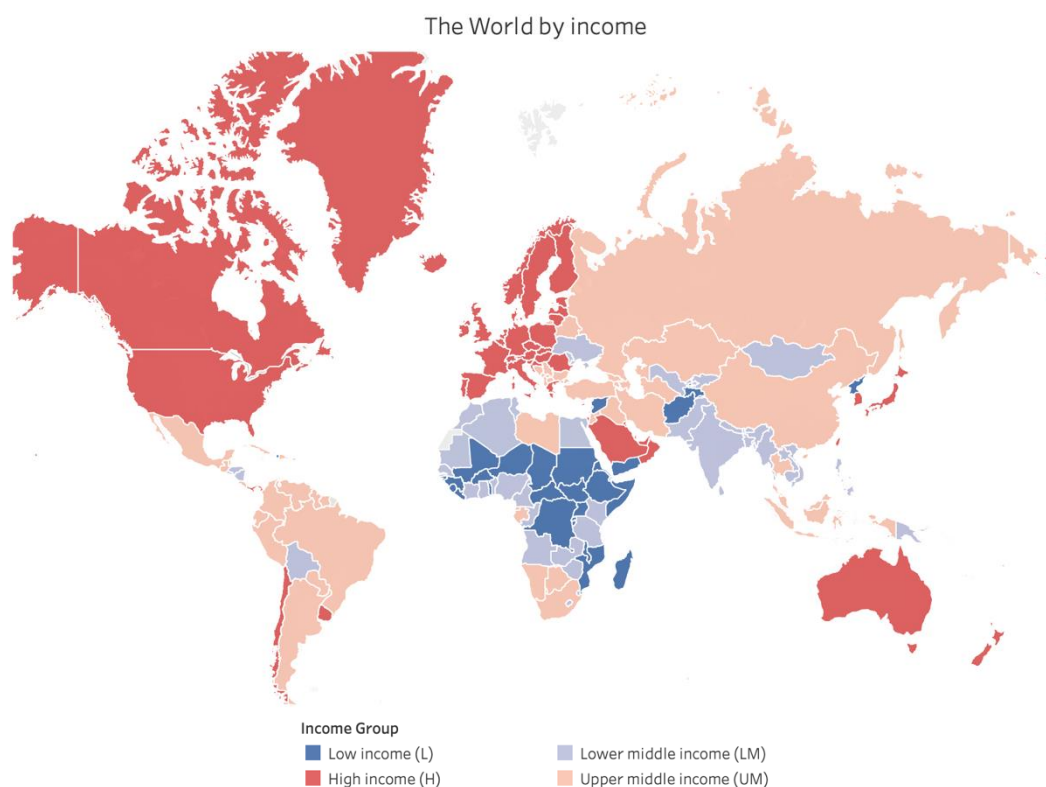 The World by income
Income Group
Low income (L)
Lower middle income (LM)
High income (H)
Upper middle income (UM)